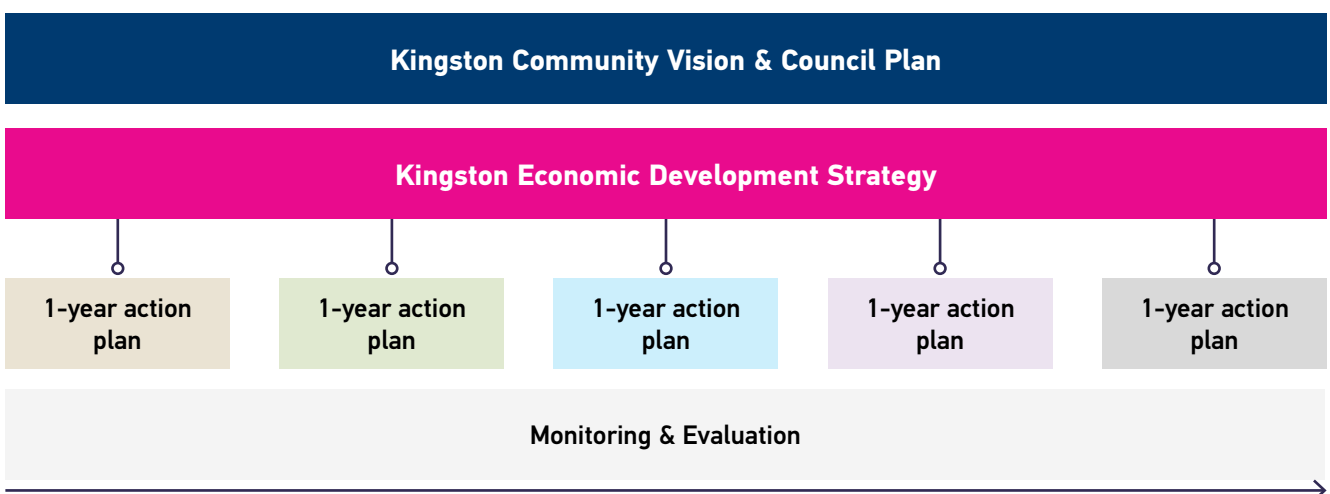 Kingston Community Vision & Council Plan
Kingston Economic Development Strategy
1-year action
plan
1-year action
plan
1-year action
plan
1-year action
plan
1-year action
plan
Monitoring & Evaluation